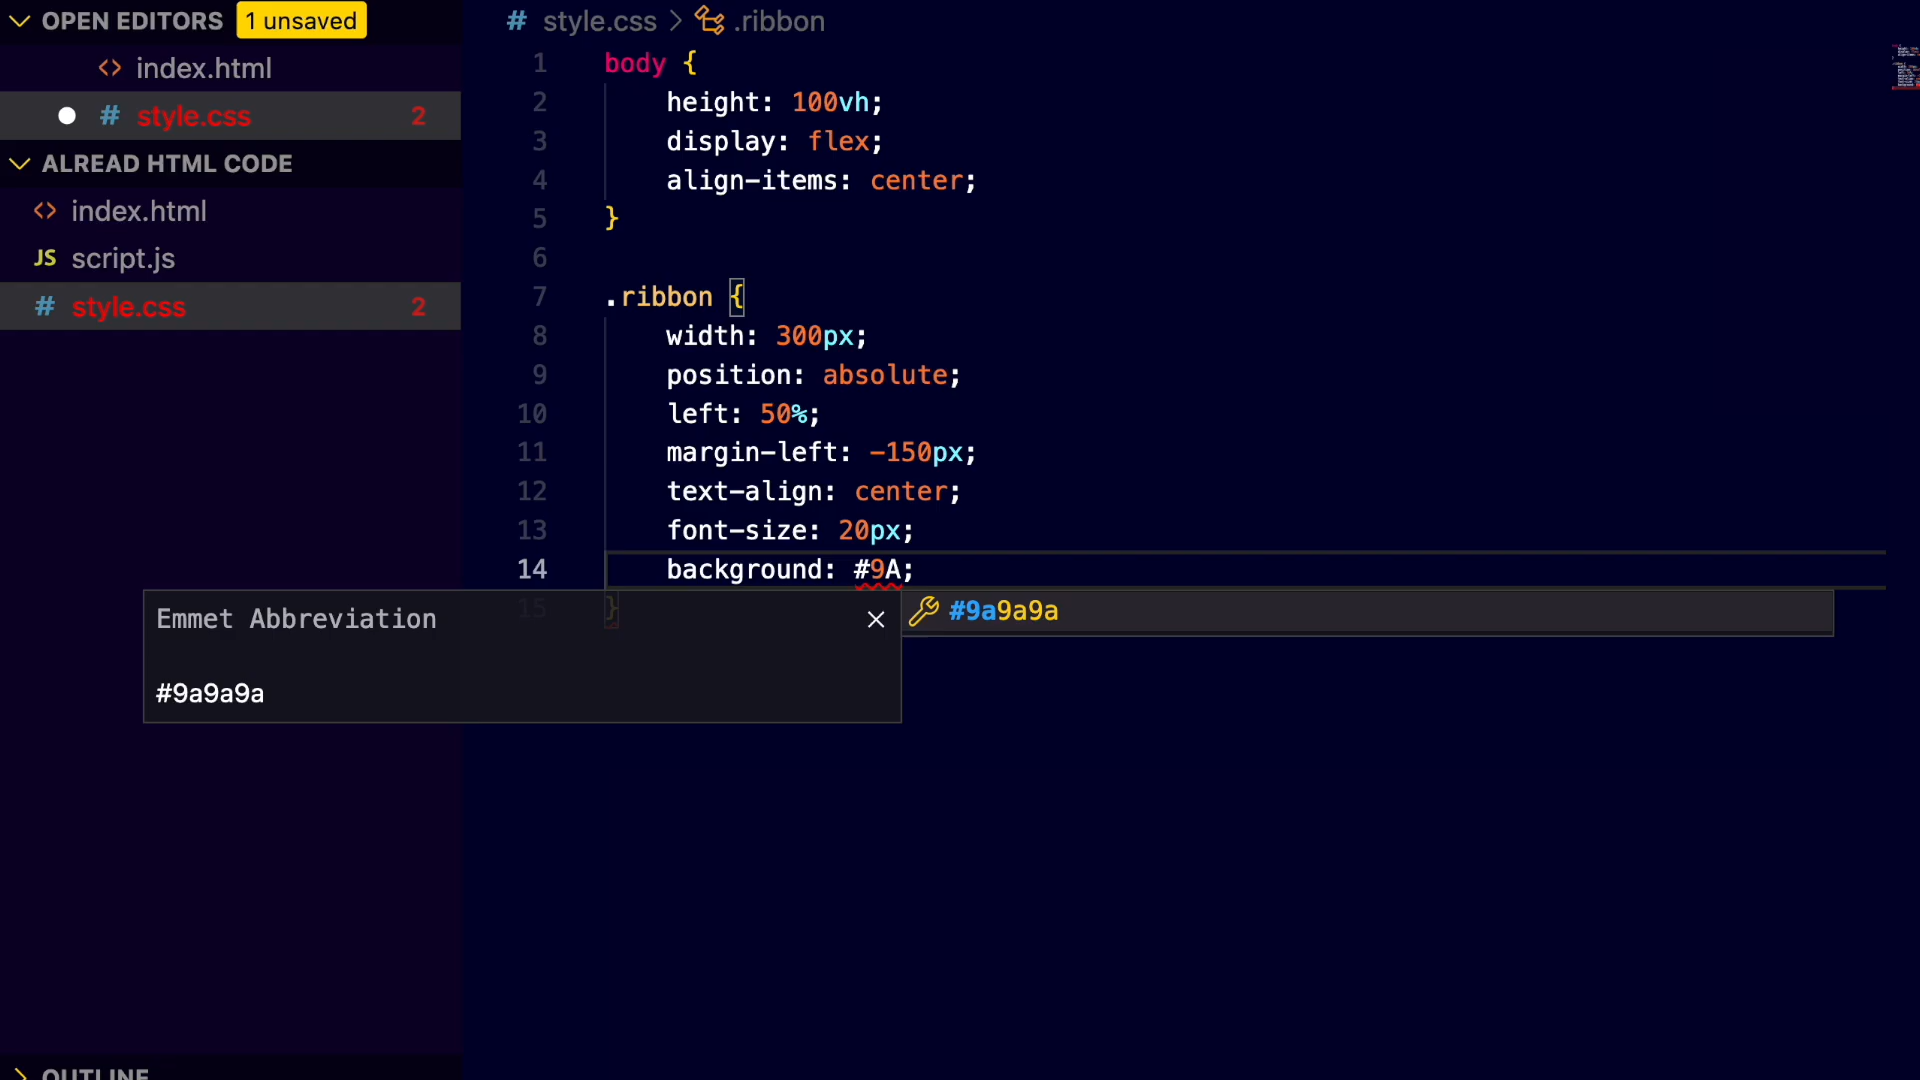 OPEN EDITORS 1 unsaved
<> index.html
# style.css 2
ALREAD HTML CODE
<> index.html
JS script.js
# style.css 2
OUTLINE
# style.css > .ribbon
1 body {
2 height: 100vh;
3 display: flex;
4 align-items: center;
5 }
6
7 .ribbon {
8 width: 300px;
9 position: absolute;
10 left: 50%;
11 margin-left: -150px;
12 text-align: center;
13 font-size: 20px;
14 background: #9A;
15 }
Emmet Abbreviation
#9a9a9a
#9a9a9a